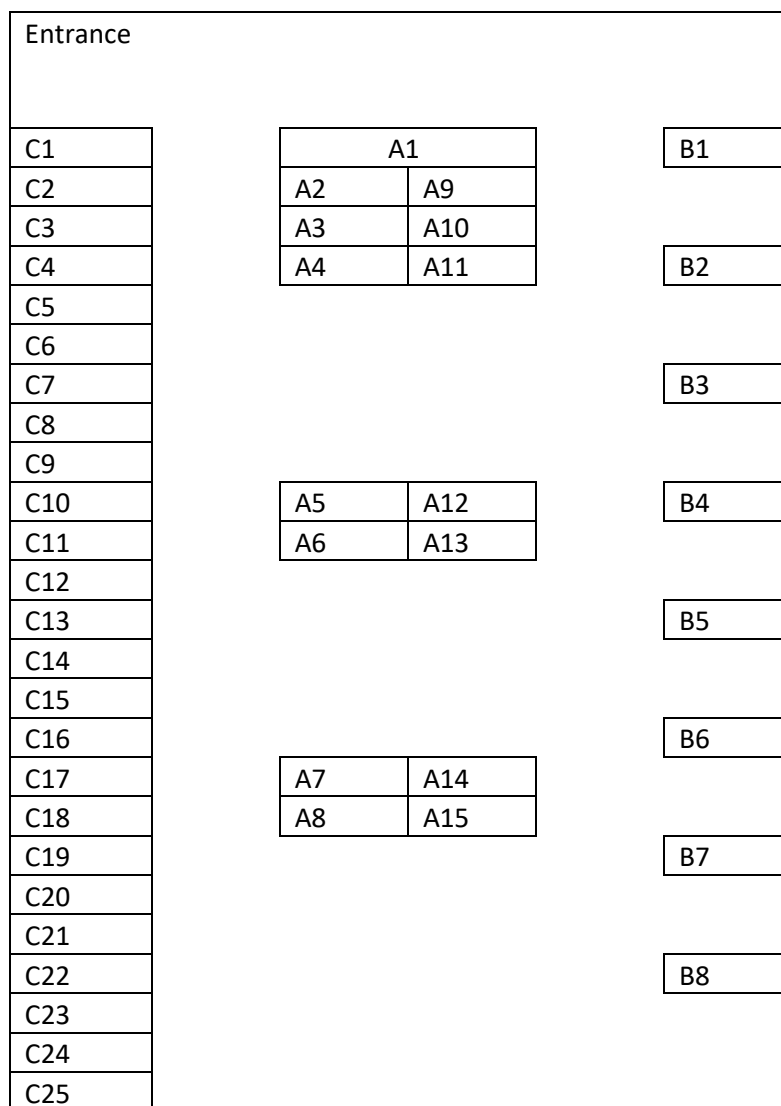 Entrance
C1 A1 B1
C2 A2 A9
C3 A3 A10
C4 A4 A11 B2
C5
C6
C7 B3
C8
C9
C10 A5 A12 B4
C11 A6 A13
C12
C13 B5
C14
C15
C16 B6
C17 A7 A14
C18 A8 A15
C19 B7
C20
C21
C22 B8
C23
C24
C25